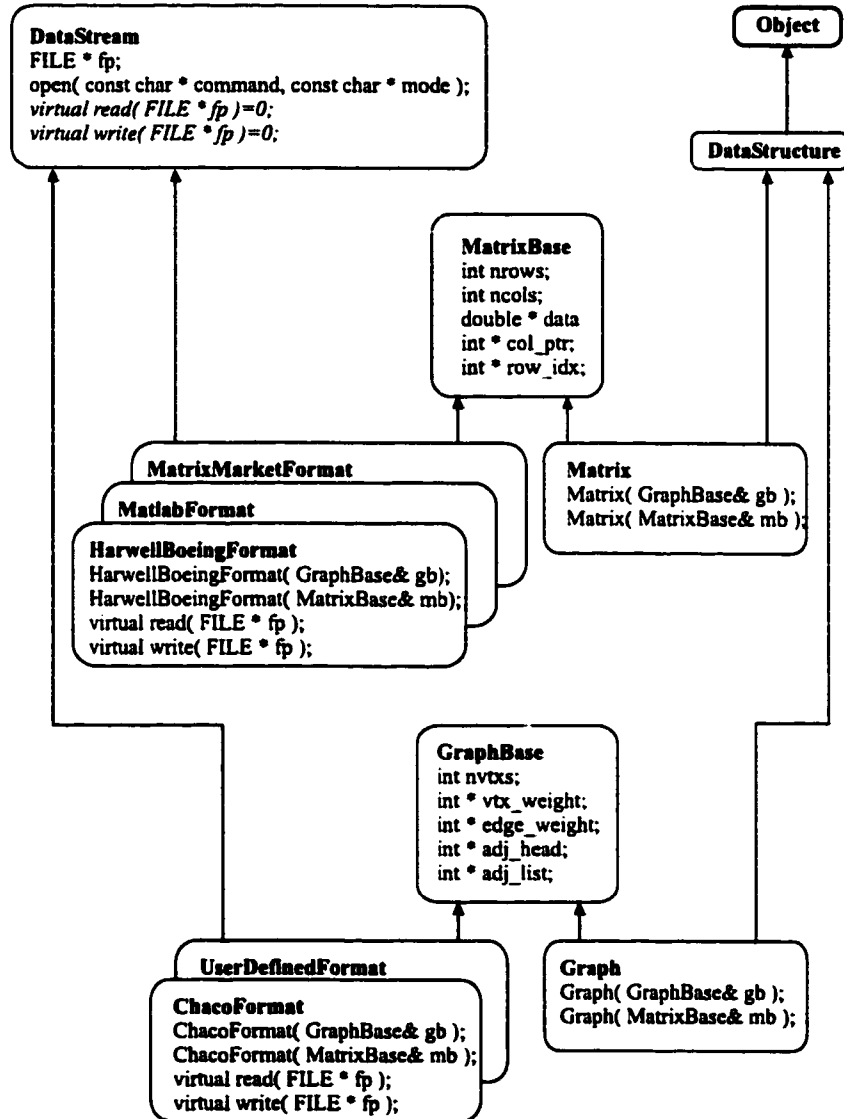 DataStream
FILE * fp;
open( const char * command, const char * mode );
virtual read( FILE * fp )=0;
virtual write( FILE * fp )=0;
Object
DataStructure
MatrixBase
int nrows;
int ncols;
double * data
int * col_ptr;
int * row_idx;
MatrixMarketFormat
MatlabFormat
HarwellBoeingFormat
HarwellBoeingFormat( GraphBase& gb);
HarwellBoeingFormat( MatrixBase& mb);
virtual read( FILE * fp );
virtual write( FILE * fp );
Matrix
Matrix( GraphBase& gb );
Matrix( MatrixBase& mb );
GraphBase
int nvtxs;
int * vtx_weight;
int * edge_weight;
int * adj_head;
int * adj_list;
UserDefinedFormat
ChacoFormat
ChacoFormat( GraphBase& gb );
ChacoFormat( MatrixBase& mb );
virtual read( FILE * fp );
virtual write( FILE * fp );
Graph
Graph( GraphBase& gb );
Graph( MatrixBase& mb );